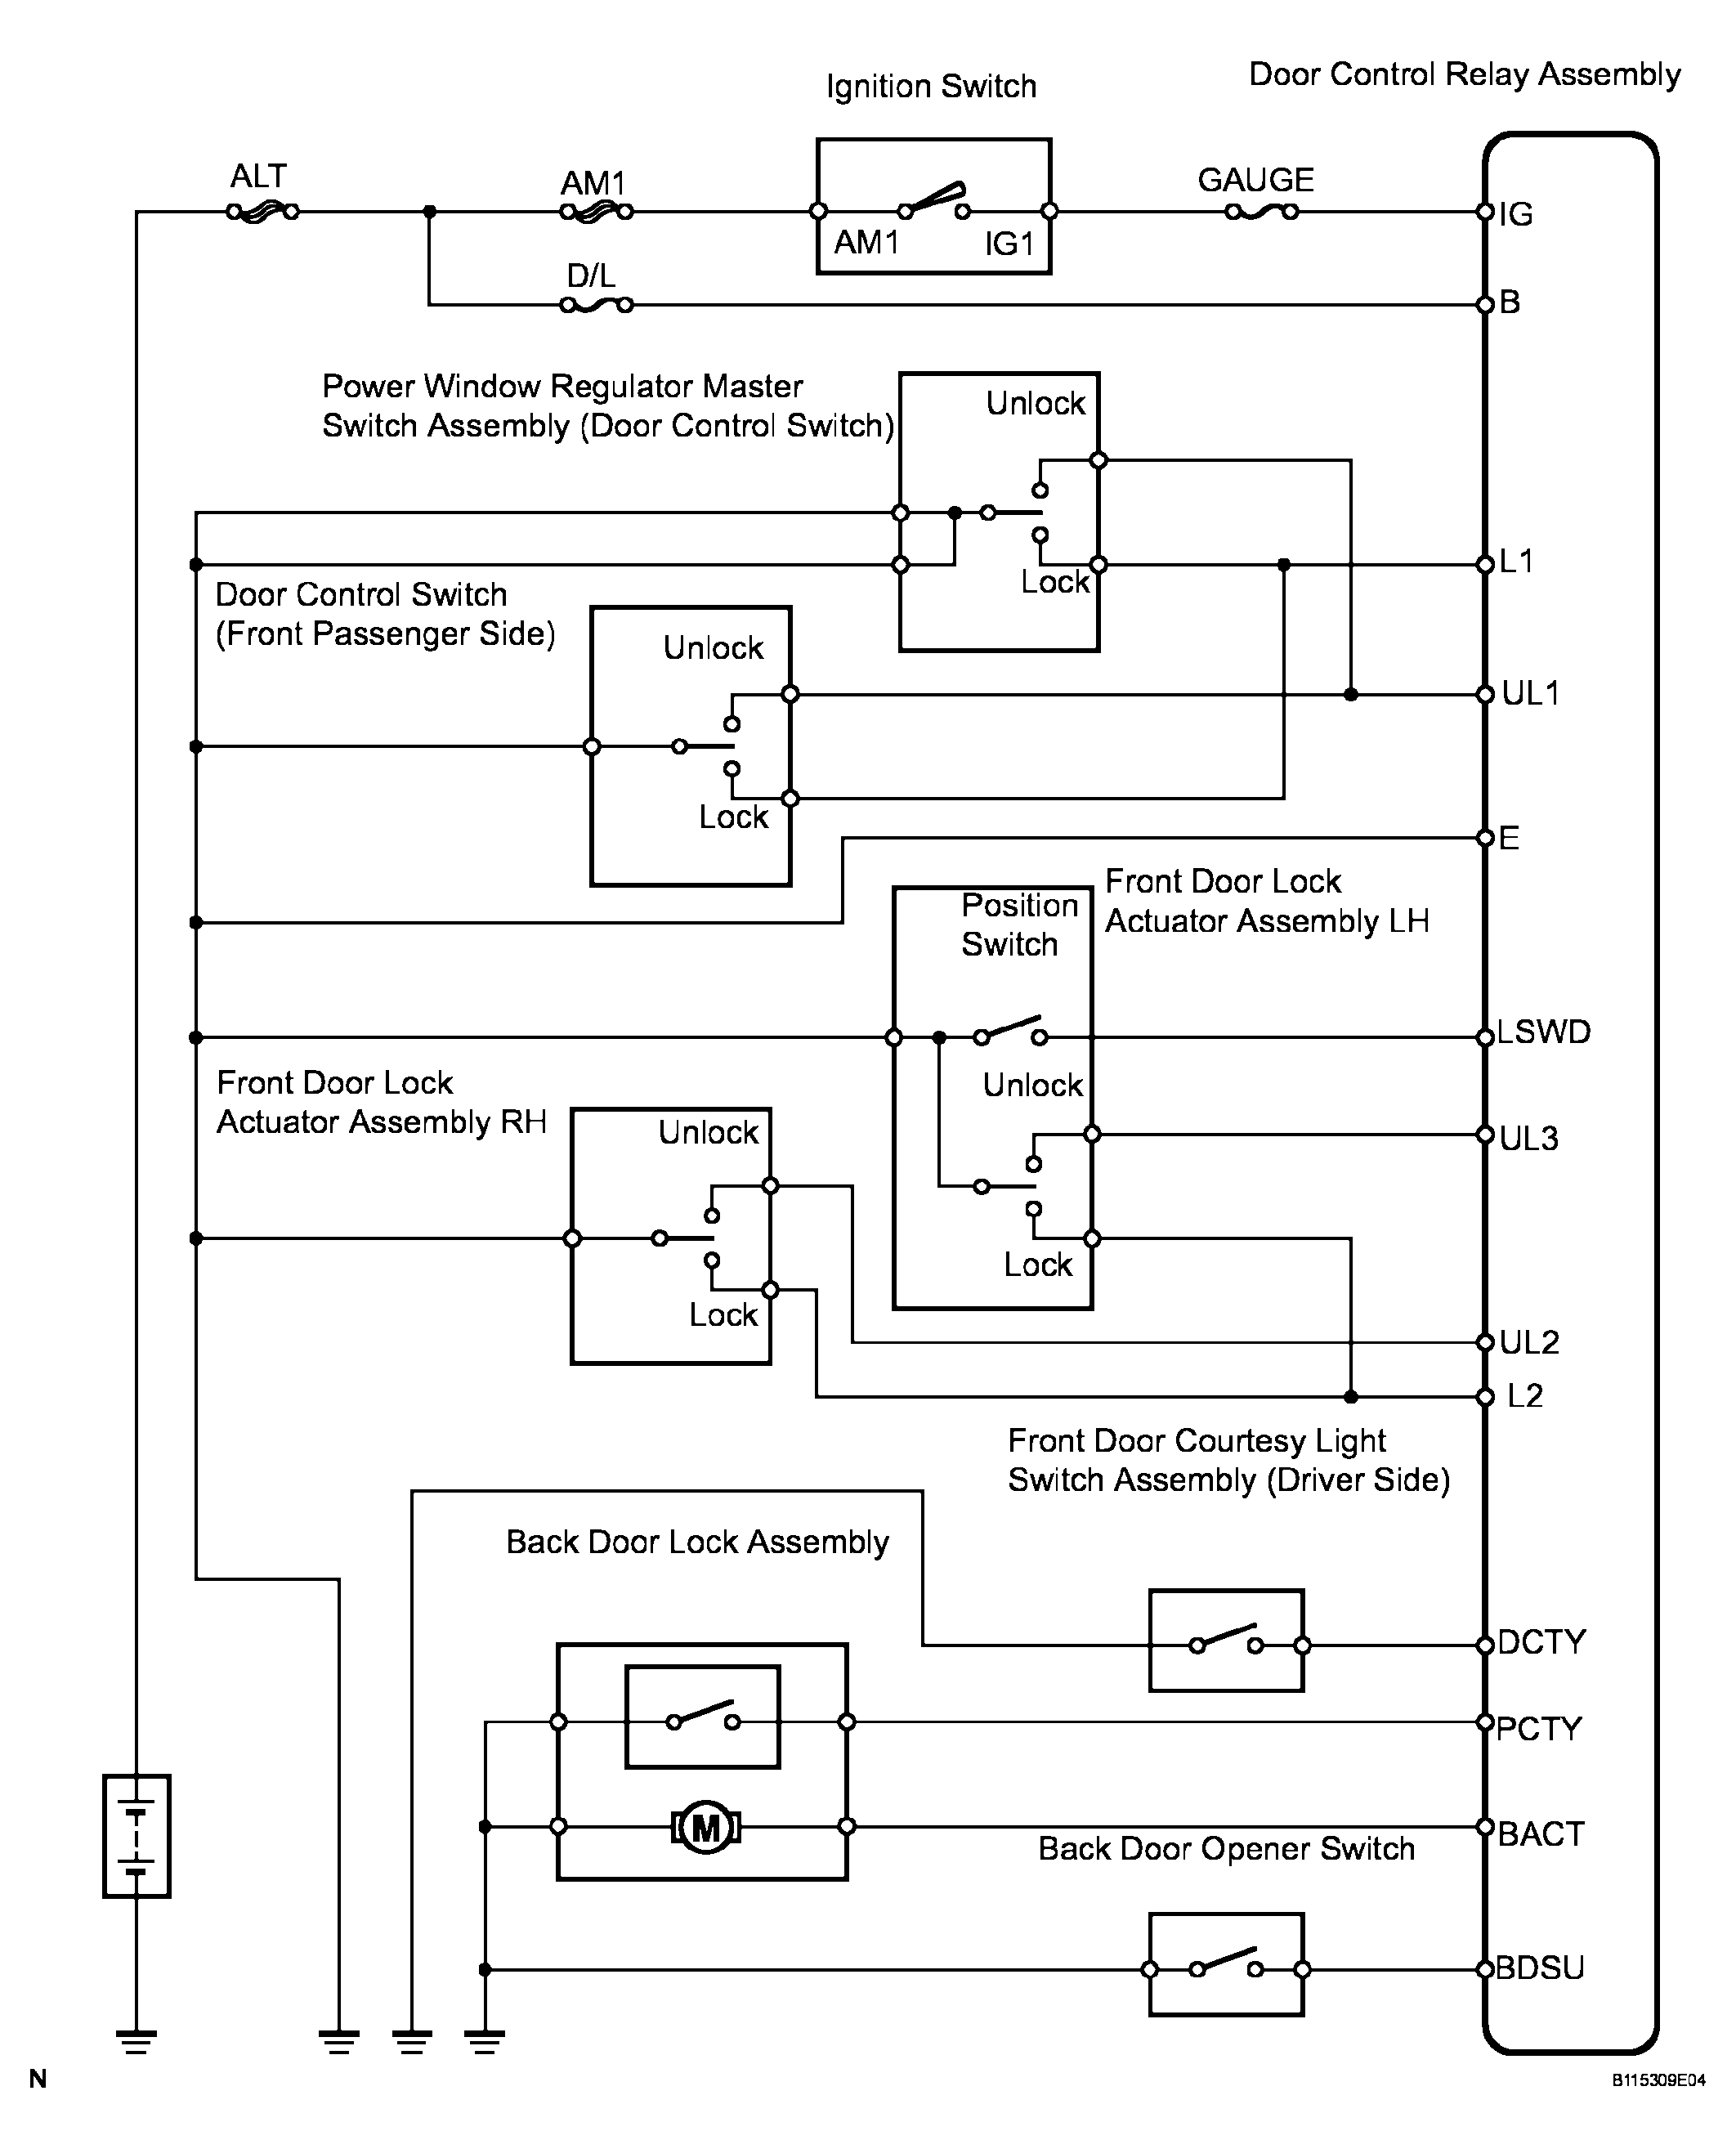 Door Control Relay Assembly
Ignition Switch
ALT
AM1
GAUGE
IG
AM1
IG1
D/L
B
Power Window Regulator Master
Switch Assembly (Door Control Switch)
Unlock
Lock
L1
Door Control Switch
(Front Passenger Side)
Unlock
Lock
UL1
E
Front Door Lock
Actuator Assembly LH
Position
Switch
LSWD
Unlock
UL3
Lock
Front Door Lock
Actuator Assembly RH
Unlock
Lock
UL2
L2
Front Door Courtesy Light
Switch Assembly (Driver Side)
Back Door Lock Assembly
DCTY
PCTY
M
BACT
Back Door Opener Switch
BDSU
N
B115309E04